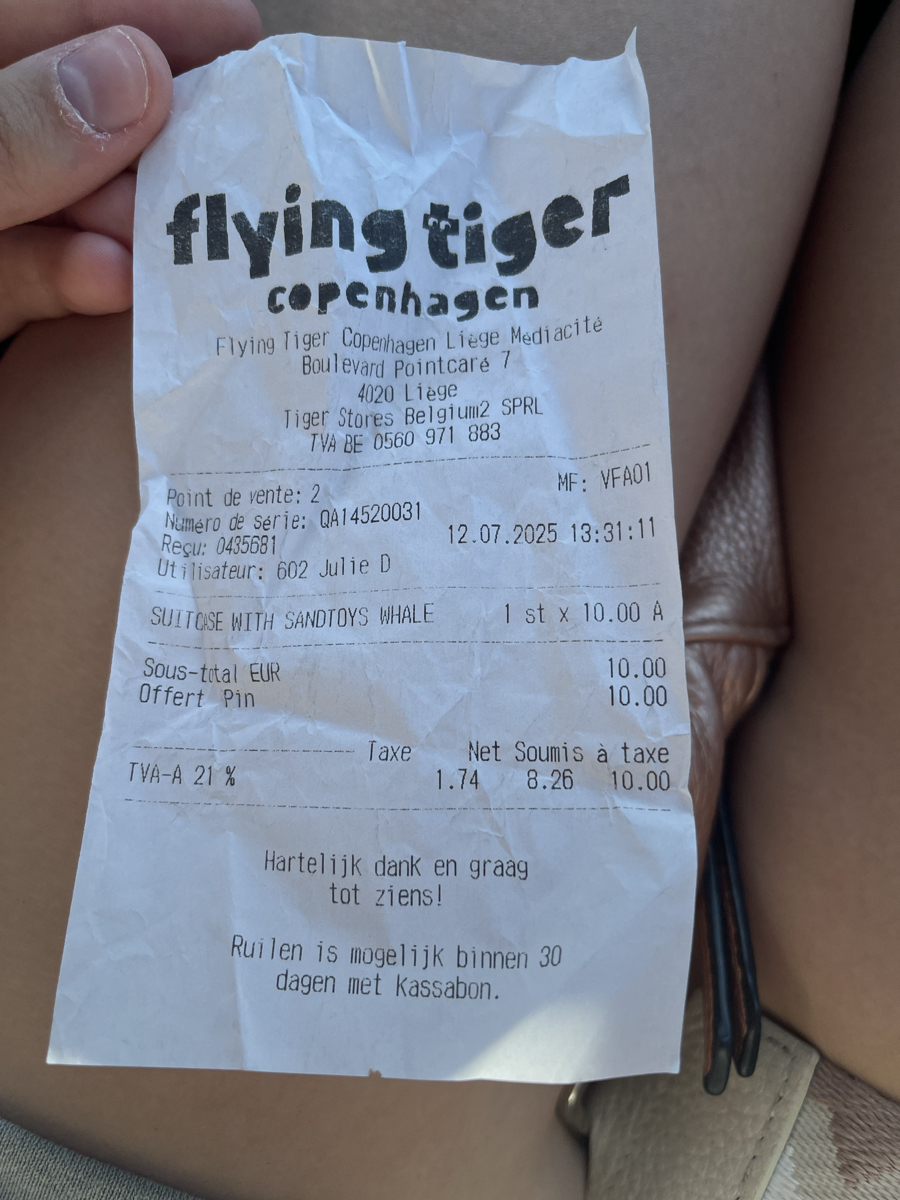 flying tiger
copenhagen
Flying Tiger Copenhagen Liège Médiacité
Boulevard Pointcaré 7
4020 Liège
Tiger Stores Belgium2 SPRL
TVA BE 0560 971 883
MF: VFA01
Point de vente: 2
Numéro de série: QA14520031
Reçu: 0435681 12.07.2025 13:31:11
Utilisateur: 602 Julie D
SUITCASE WITH SANDTOYS WHALE 1 st x 10.00 A
Sous-total EUR 10.00
Offert Pin 10.00
Taxe Net Soumis à taxe
TVA-A 21 % 1.74 8.26 10.00
Hartelijk dank en graag
tot ziens!
Ruilen is mogelijk binnen 30
dagen met kassabon.